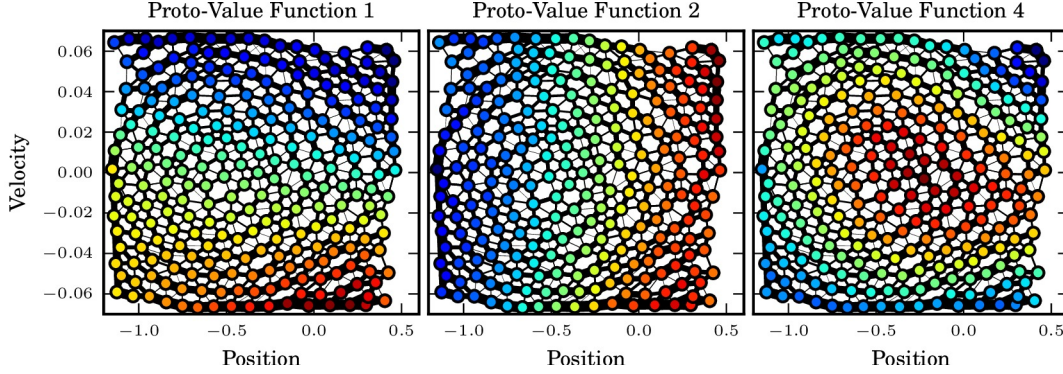 Proto-Value Function 1
Proto-Value Function 2
Proto-Value Function 4
Velocity
0.06
0.04
0.02
0.00
−0.02
−0.04
−0.06
−1.0 −0.5 0.0 0.5
−1.0 −0.5 0.0 0.5
−1.0 −0.5 0.0 0.5
Position
Position
Position